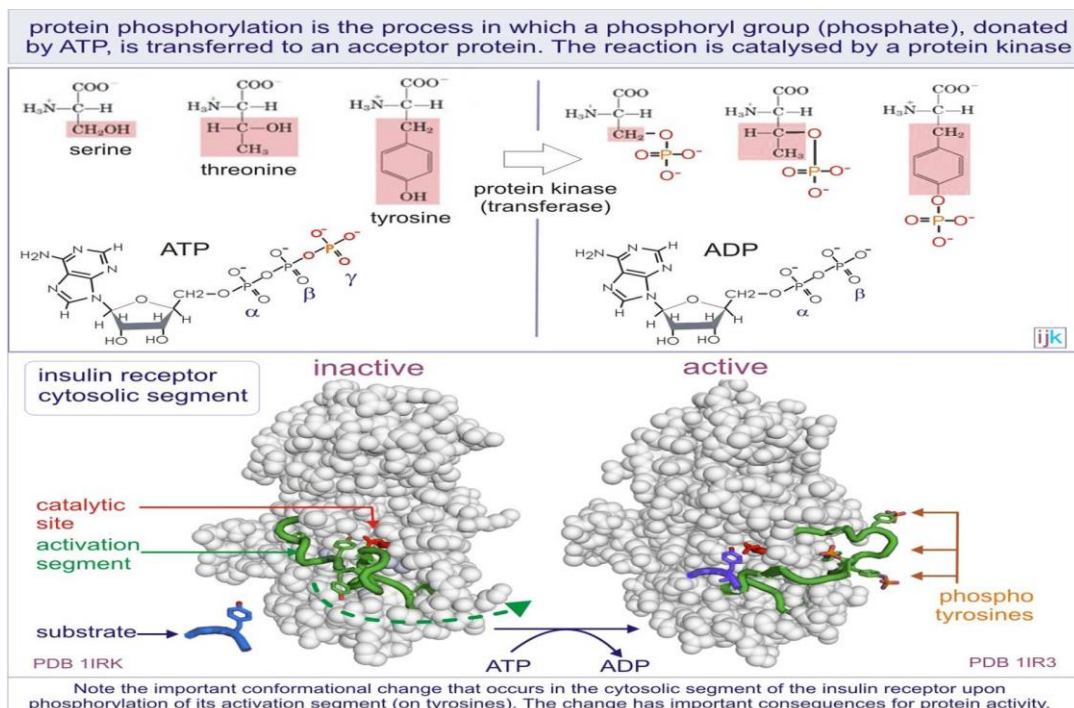 protein phosphorylation is the process in which a phosphoryl group (phosphate), donated
by ATP, is transferred to an acceptor protein. The reaction is catalysed by a protein kinase
COO⁻
H₃N⁺—C—H
CH₂OH
serine
COO⁻
H₃N⁺—C—H
H—C—OH
CH₃
threonine
COO⁻
H₃N⁺—C—H
CH₂
OH
tyrosine
protein kinase
(transferase)
COO
H₃N⁺—C—H
CH₂—O
O=P—O⁻
O⁻
COO⁻
H₃N⁺—C—H
H—C—O
CH₃
O=P—O⁻
O⁻
COO⁻
H₃N⁺—C—H
CH₂
O
O=P—O⁻
O⁻
ATP
H₂N
N
N
N
N
H
H
O
H
H
H
H
HO
HO
CH2—O
O⁻
P
O
α
O
O⁻
P
O
β
O
O⁻
P
O⁻
O
γ
ADP
H₂N
N
N
N
N
H
H
O
H
H
H
H
HO
HO
CH2—O
O⁻
P
O
α
O
O⁻
P
O⁻
O
β
ijk
insulin receptor
cytosolic segment
inactive
active
catalytic
site
activation
segment
substrate
PDB 1IRK
ATP
ADP
phospho
tyrosines
PDB 1IR3
Note the important conformational change that occurs in the cytosolic segment of the insulin receptor upon
phosphorylation of its activation segment (on tyrosines). The change has important consequences for protein activity.